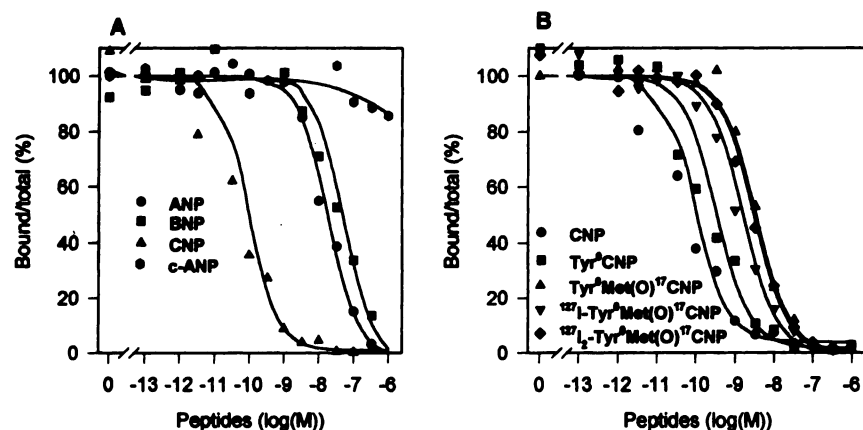 A
Bound/total (%)
100
80
60
40
20
0
ANP
BNP
CNP
c-ANP
0 -13 -12 -11 -10 -9 -8 -7 -6
Peptides (log(M))
B
Bound/total (%)
100
80
60
40
20
0
CNP
Tyr⁰CNP
Tyr⁰Met(O)¹⁷CNP
¹²⁷I-Tyr⁰Met(O)¹⁷CNP
¹²⁷I₂-Tyr⁰Met(O)¹⁷CNP
0 -13 -12 -11 -10 -9 -8 -7 -6
Peptides (log(M))